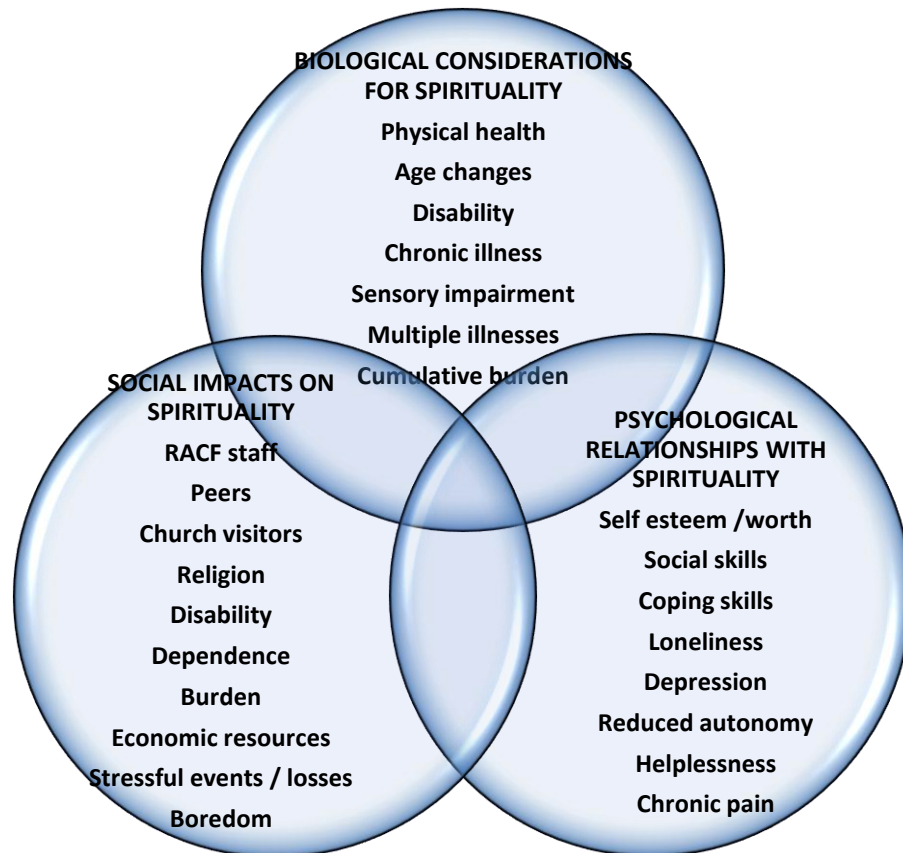 BIOLOGICAL CONSIDERATIONS
FOR SPIRITUALITY
Physical health
Age changes
Disability
Chronic illness
Sensory impairment
Multiple illnesses
Cumulative burden
SOCIAL IMPACTS ON
SPIRITUALITY
RACF staff
Peers
Church visitors
Religion
Disability
Dependence
Burden
Economic resources
Stressful events / losses
Boredom
PSYCHOLOGICAL
RELATIONSHIPS WITH
SPIRITUALITY
Self esteem /worth
Social skills
Coping skills
Loneliness
Depression
Reduced autonomy
Helplessness
Chronic pain